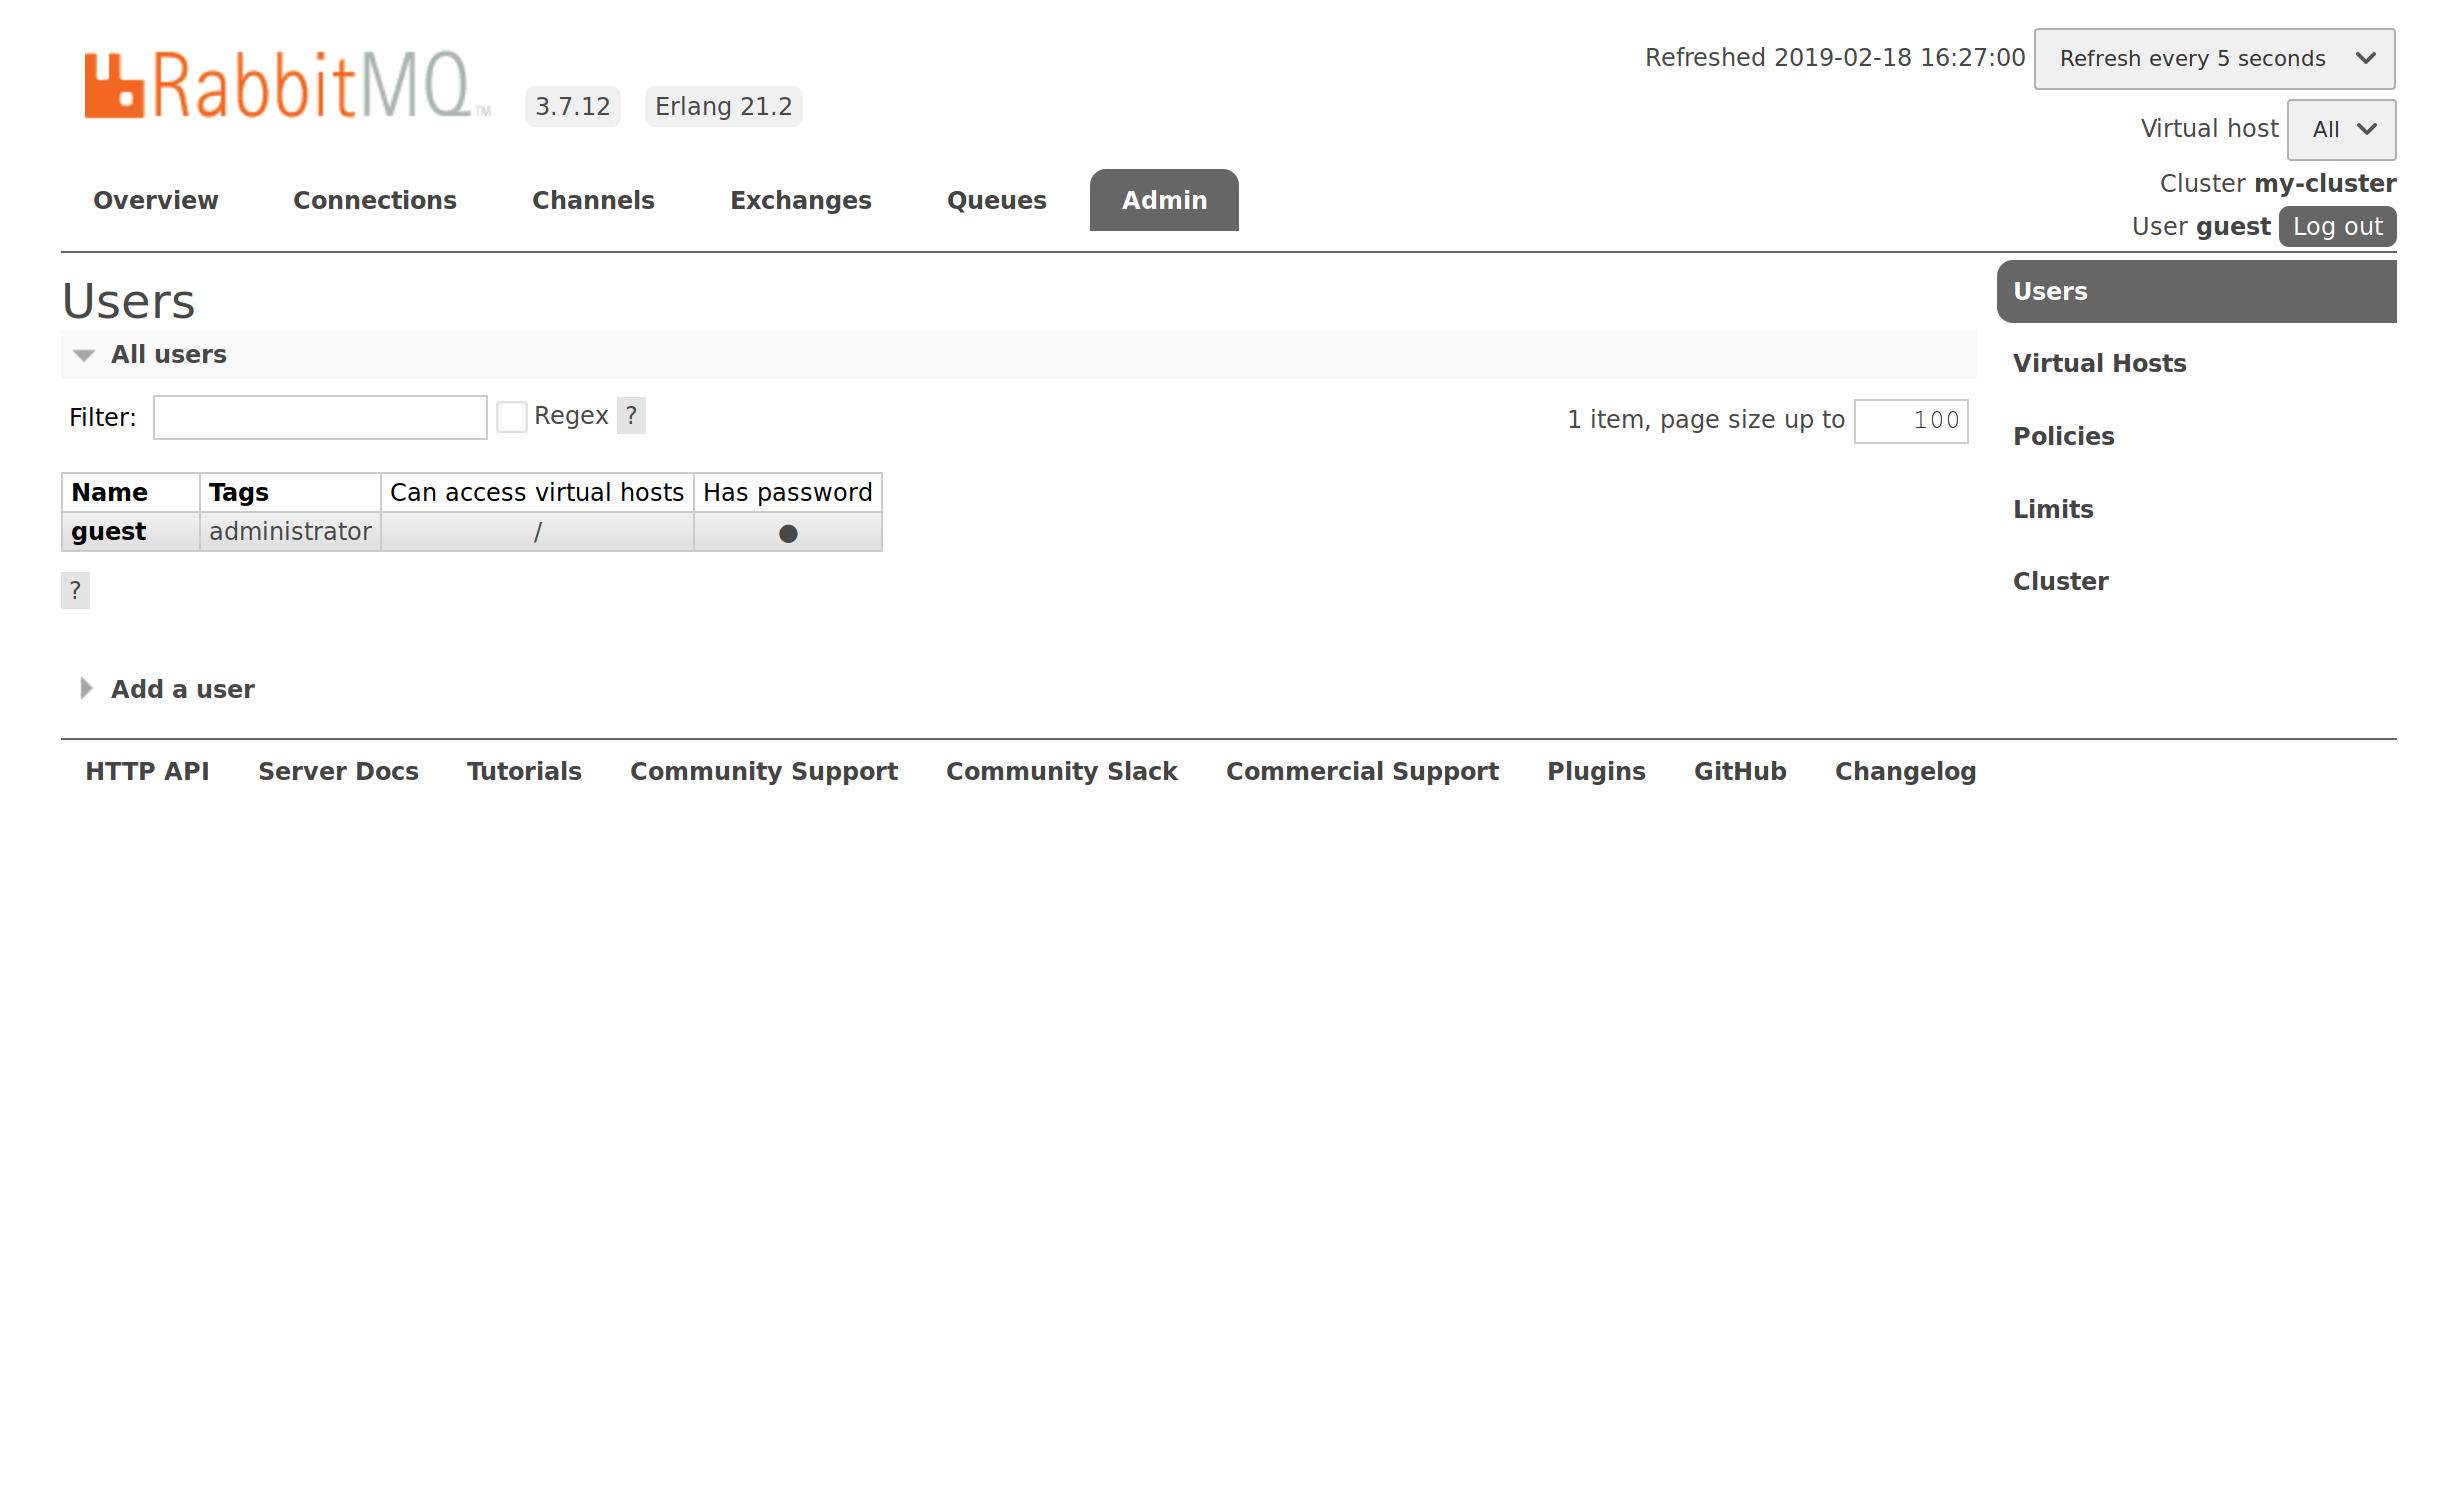 RabbitMQ™ 3.7.12 Erlang 21.2
Refreshed 2019-02-18 16:27:00 Refresh every 5 seconds
Virtual host All
Cluster my-cluster
User guest Log out
Overview Connections Channels Exchanges Queues Admin
Users
All users
Filter: Regex ? 1 item, page size up to 100
Name Tags Can access virtual hosts Has password
guest administrator / ●
?
Add a user
Users
Virtual Hosts
Policies
Limits
Cluster
HTTP API Server Docs Tutorials Community Support Community Slack Commercial Support Plugins GitHub Changelog